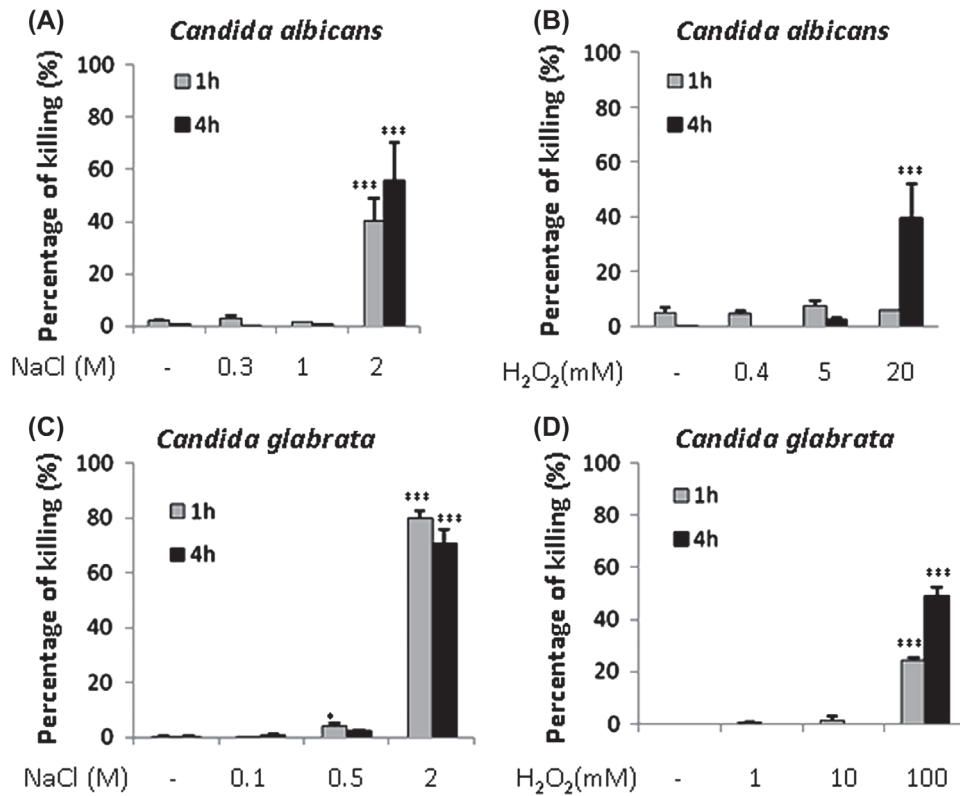 (A)
Candida albicans
Percentage of killing (%)
100
80
60
40
20
0
1h
4h
‡‡‡
‡‡‡
NaCl (M) - 0.3 1 2
(B)
Candida albicans
Percentage of killing (%)
100
80
60
40
20
0
1h
4h
‡‡‡
H₂O₂(mM) - 0.4 5 20
(C)
Candida glabrata
Percentage of killing (%)
100
80
60
40
20
0
1h
4h
*
‡‡‡
‡‡‡
NaCl (M) - 0.1 0.5 2
(D)
Candida glabrata
Percentage of killing (%)
100
80
60
40
20
0
1h
4h
‡‡‡
‡‡‡
H₂O₂(mM) - 1 10 100